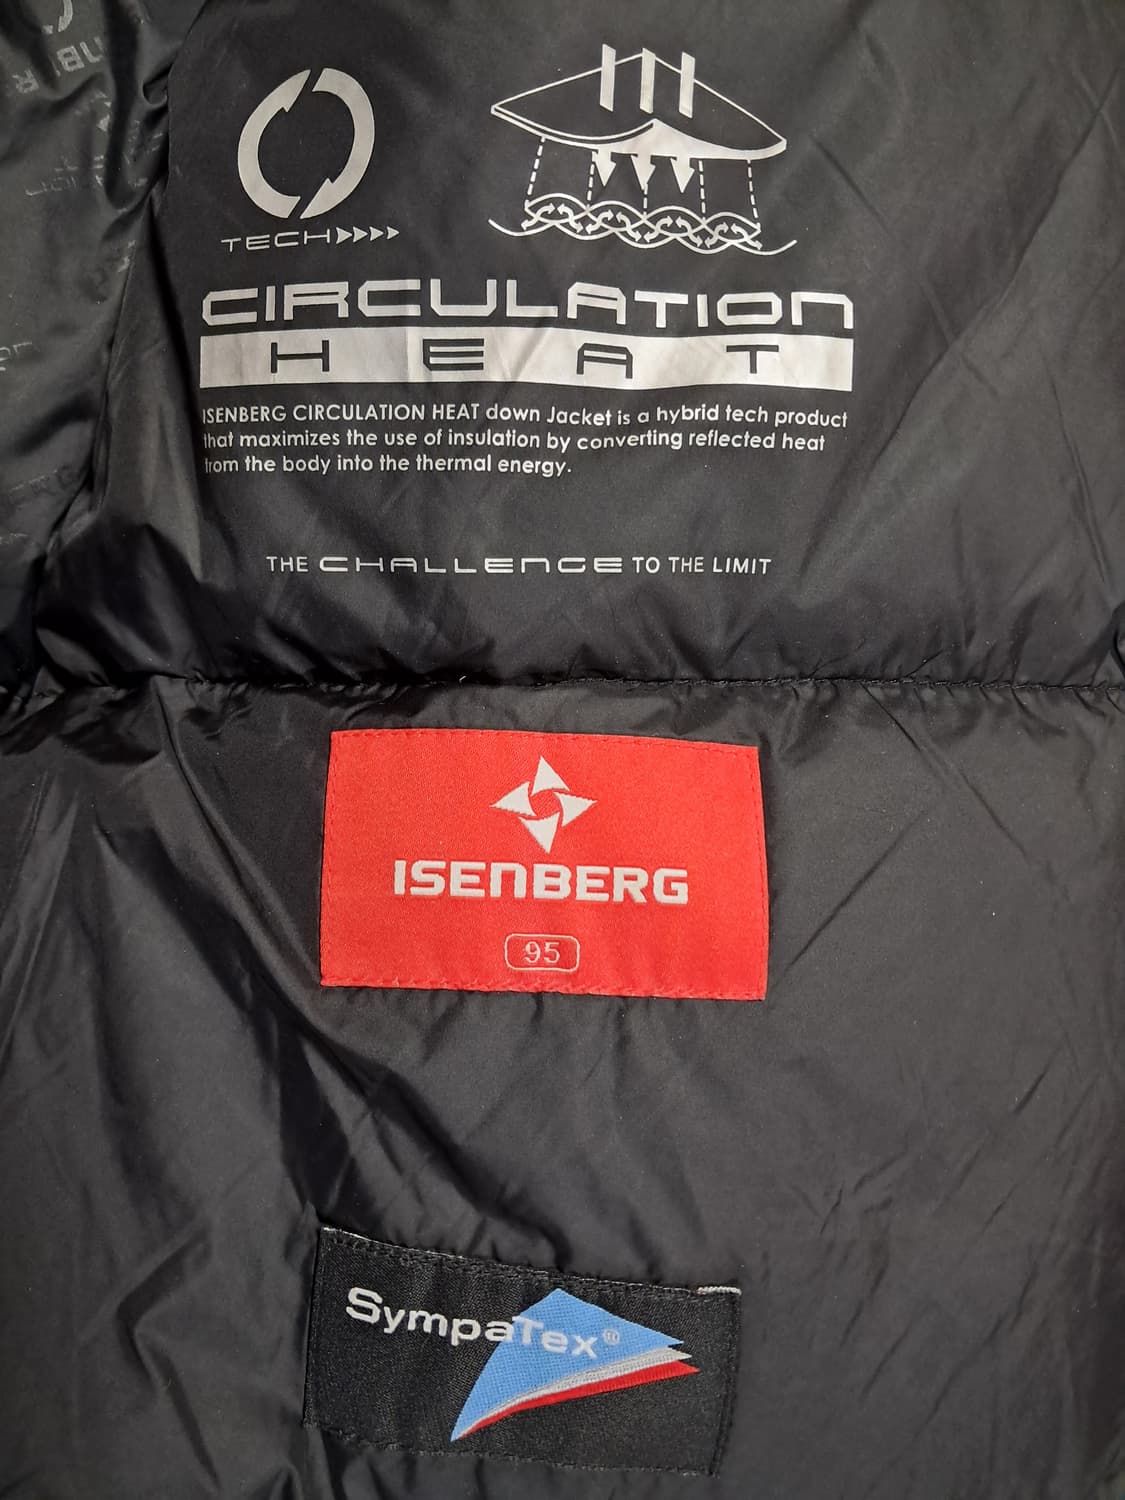 TECH
CIRCULATION
HEAT
ISENBERG CIRCULATION HEAT down Jacket is a hybrid tech product
that maximizes the use of insulation by converting reflected heat
from the body into the thermal energy.
THE CHALLENGE TO THE LIMIT
ISENBERG
95
SympaTex®